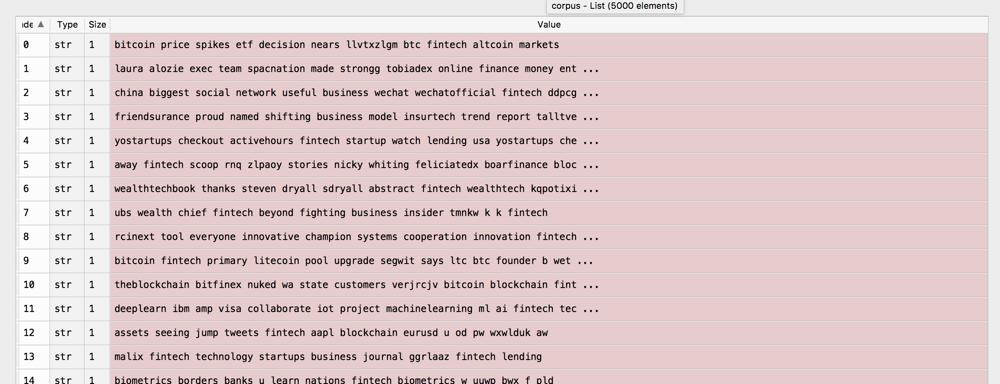 corpus - List (5000 elements)
nde ▲ Type Size Value
0 str 1 bitcoin price spikes etf decision nears llvtxzlgm btc fintech altcoin markets
1 str 1 laura alozie exec team spacnation made strongg tobiadex online finance money ent ...
2 str 1 china biggest social network useful business wechat wechatofficial fintech ddpcg ...
3 str 1 friendsurance proud named shifting business model insurtech trend report talltve ...
4 str 1 yostartups checkout activehours fintech startup watch lending usa yostartups che ...
5 str 1 away fintech scoop rnq zlpaoy stories nicky whiting feliciatedx boarfinance bloc ...
6 str 1 wealthtechbook thanks steven dryall sdryall abstract fintech wealthtech kqpotixi ...
7 str 1 ubs wealth chief fintech beyond fighting business insider tmnkw k k fintech
8 str 1 rcinext tool everyone innovative champion systems cooperation innovation fintech ...
9 str 1 bitcoin fintech primary litecoin pool upgrade segwit says ltc btc founder b wet ...
10 str 1 theblockchain bitfinex nuked wa state customers verjrcjv bitcoin blockchain fint ...
11 str 1 deeplearn ibm amp visa collaborate iot project machinelearning ml ai fintech tec ...
12 str 1 assets seeing jump tweets fintech aapl blockchain eurusd u od pw wxwlduk aw
13 str 1 malix fintech technology startups business journal ggrlaaz fintech lending
14 str 1 biometrics borders banks u learn nations fintech biometrics w uuwp bwx f pld